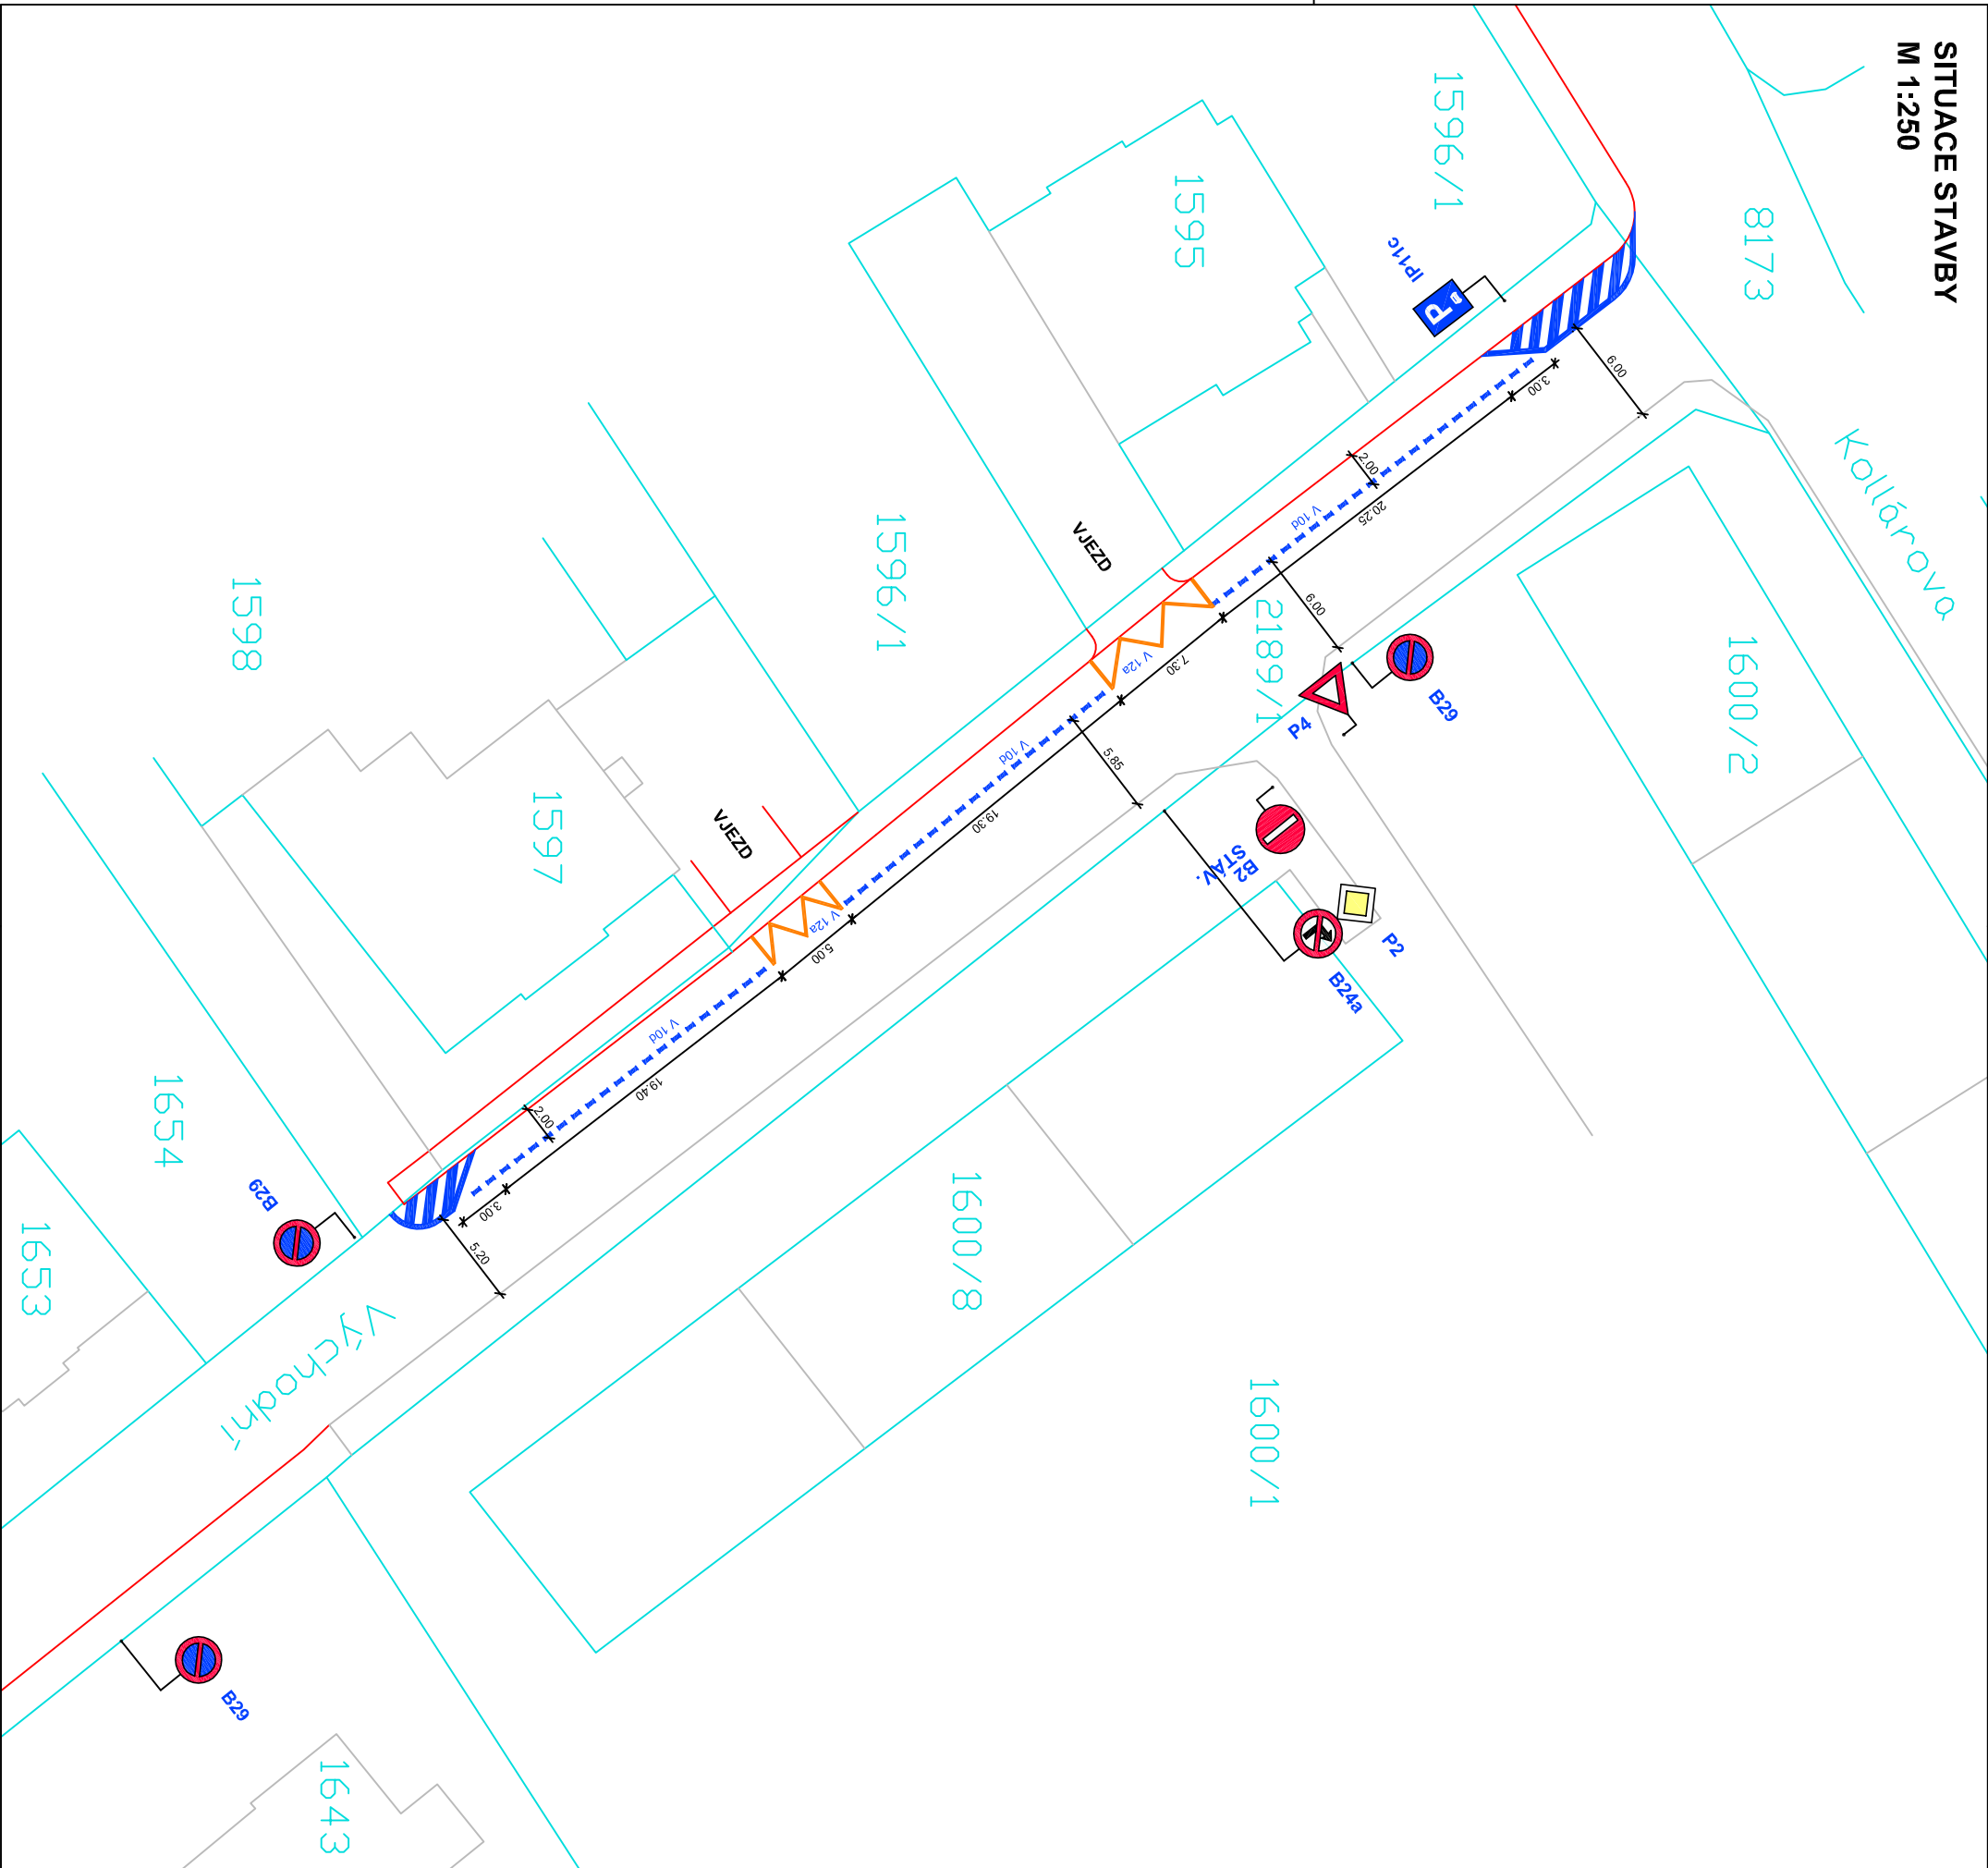 SITUACE STAVBY
M 1:250
8173
1596/1
1595
IP11c
P
6.00
3.00
Kollárova
2.00
20.25
V 10d
VJEZD
1596/1
1598
6.00
2189/1
1600/2
B29
P4
V 12a
7.30
V 10d
5.85
19.30
VJEZD
1597
B2
STÁV.
P2
B24a
V 12a
5.00
V 10d
19.40
2.00
3.00
5.20
1654
B29
1653
1600/8
Východní
1600/1
B29
1643